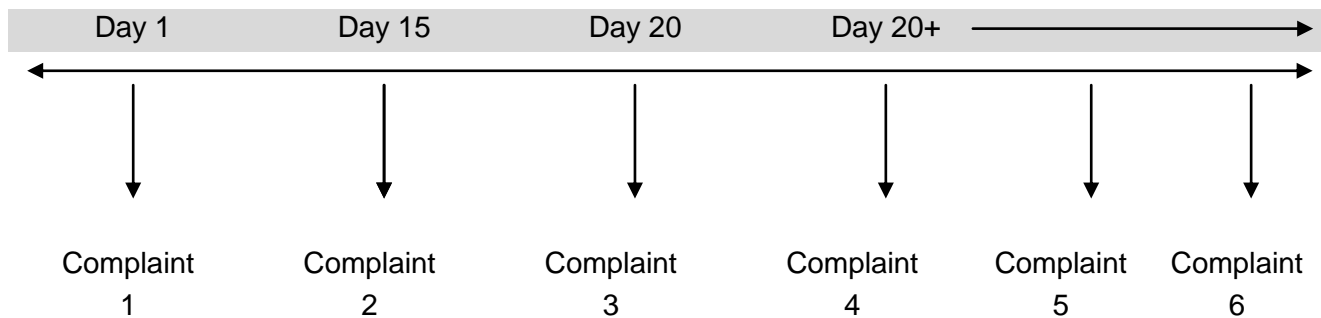 Day 1 Day 15 Day 20 Day 20+
Complaint Complaint Complaint Complaint Complaint Complaint
1 2 3 4 5 6